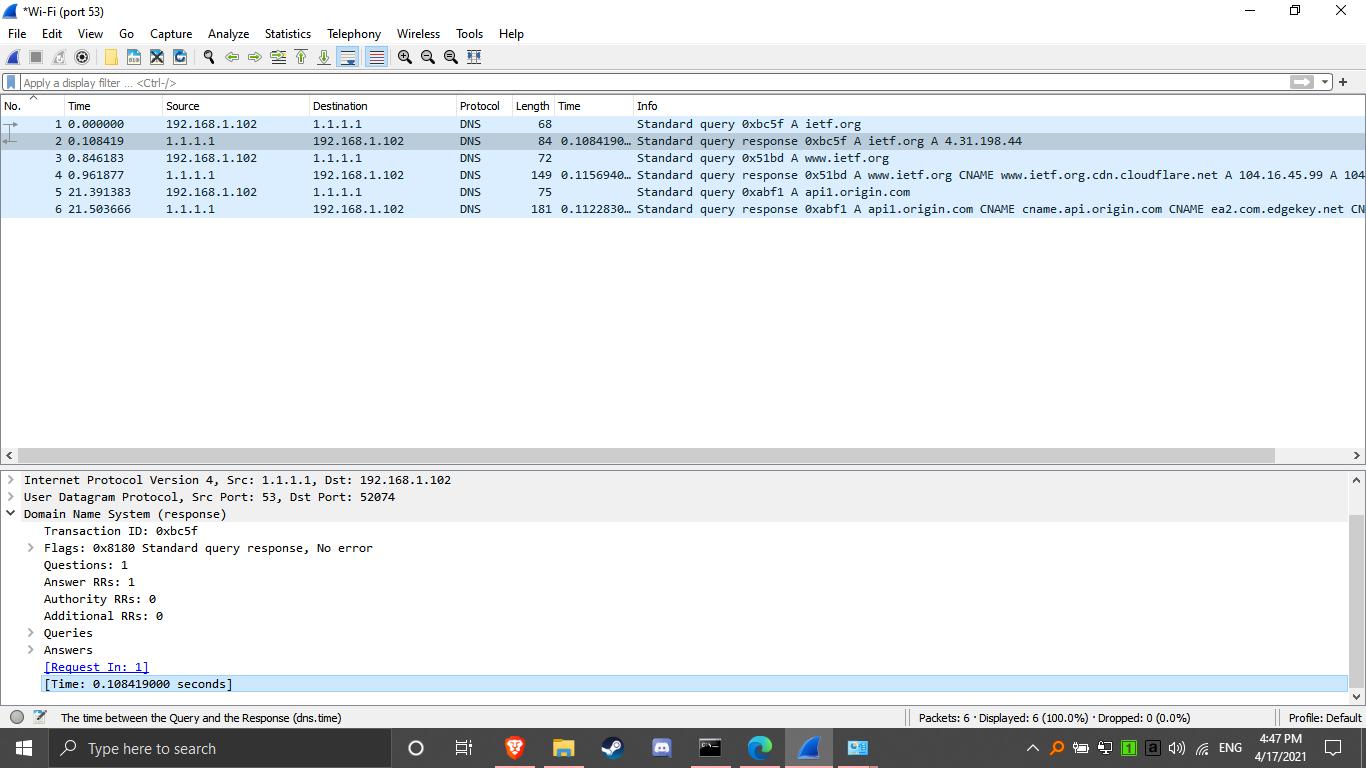 *Wi-Fi (port 53)
File Edit View Go Capture Analyze Statistics Telephony Wireless Tools Help
Apply a display filter ... <Ctrl-/>
No. Time Source Destination Protocol Length Time Info
1 0.000000 192.168.1.102 1.1.1.1 DNS 68 Standard query 0xbc5f A ietf.org
2 0.108419 1.1.1.1 192.168.1.102 DNS 84 0.1084190… Standard query response 0xbc5f A ietf.org A 4.31.198.44
3 0.846183 192.168.1.102 1.1.1.1 DNS 72 Standard query 0x51bd A www.ietf.org
4 0.961877 1.1.1.1 192.168.1.102 DNS 149 0.1156940… Standard query response 0x51bd A www.ietf.org CNAME www.ietf.org.cdn.cloudflare.net A 104.16.45.99 A 104
5 21.391383 192.168.1.102 1.1.1.1 DNS 75 Standard query 0xabf1 A api1.origin.com
6 21.503666 1.1.1.1 192.168.1.102 DNS 181 0.1122830… Standard query response 0xabf1 A api1.origin.com CNAME cname.api.origin.com CNAME ea2.com.edgekey.net CN
Internet Protocol Version 4, Src: 1.1.1.1, Dst: 192.168.1.102
User Datagram Protocol, Src Port: 53, Dst Port: 52074
Domain Name System (response)
Transaction ID: 0xbc5f
Flags: 0x8180 Standard query response, No error
Questions: 1
Answer RRs: 1
Authority RRs: 0
Additional RRs: 0
Queries
Answers
[Request In: 1]
[Time: 0.108419000 seconds]
The time between the Query and the Response (dns.time)
Packets: 6 · Displayed: 6 (100.0%) · Dropped: 0 (0.0%)
Profile: Default
Type here to search
1
a
ENG
4:47 PM
4/17/2021